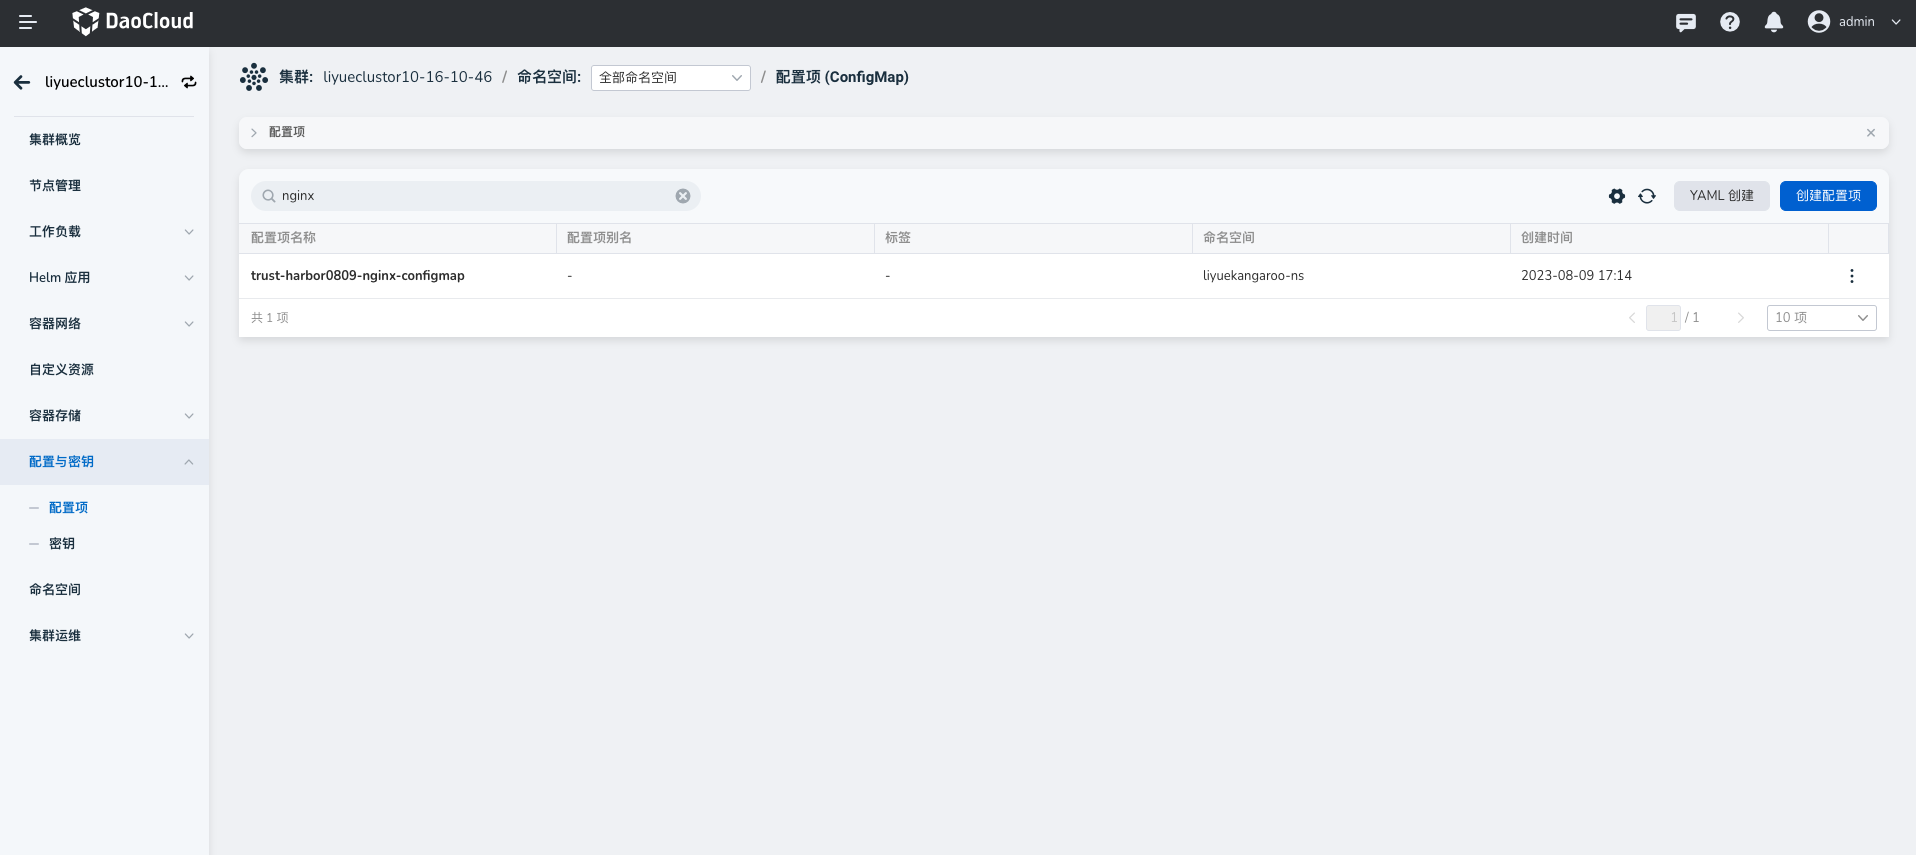 DaoCloud
admin
liyueclustor10-1...
集群概览
节点管理
工作负载
Helm 应用
容器网络
自定义资源
容器存储
配置与密钥
配置项
密钥
命名空间
集群运维
集群: liyueclustor10-16-10-46 / 命名空间: 全部命名空间 / 配置项 (ConfigMap)
配置项
nginx
YAML 创建 创建配置项
配置项名称 配置项别名 标签 命名空间 创建时间
trust-harbor0809-nginx-configmap - - liyuekangaroo-ns 2023-08-09 17:14
共 1 项 1 / 1 10 项